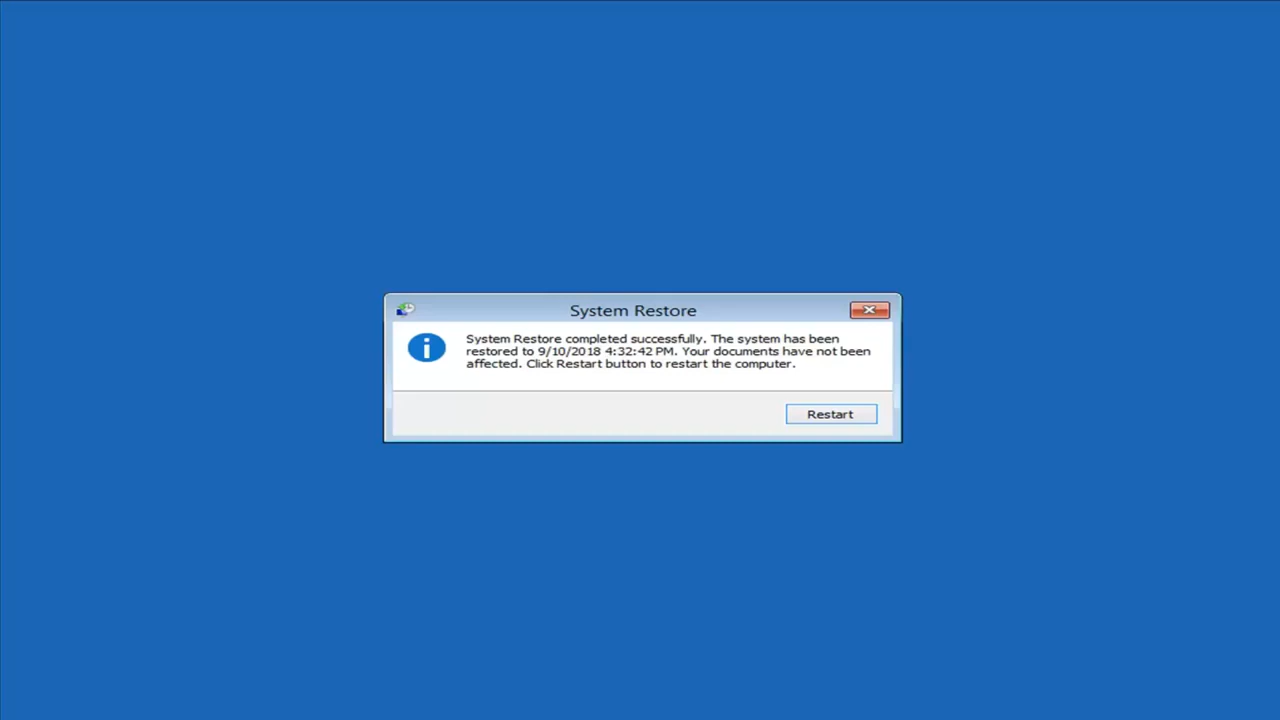 System Restore
System Restore completed successfully. The system has been
restored to 9/10/2018 4:32:42 PM. Your documents have not been
affected. Click Restart button to restart the computer.
Restart